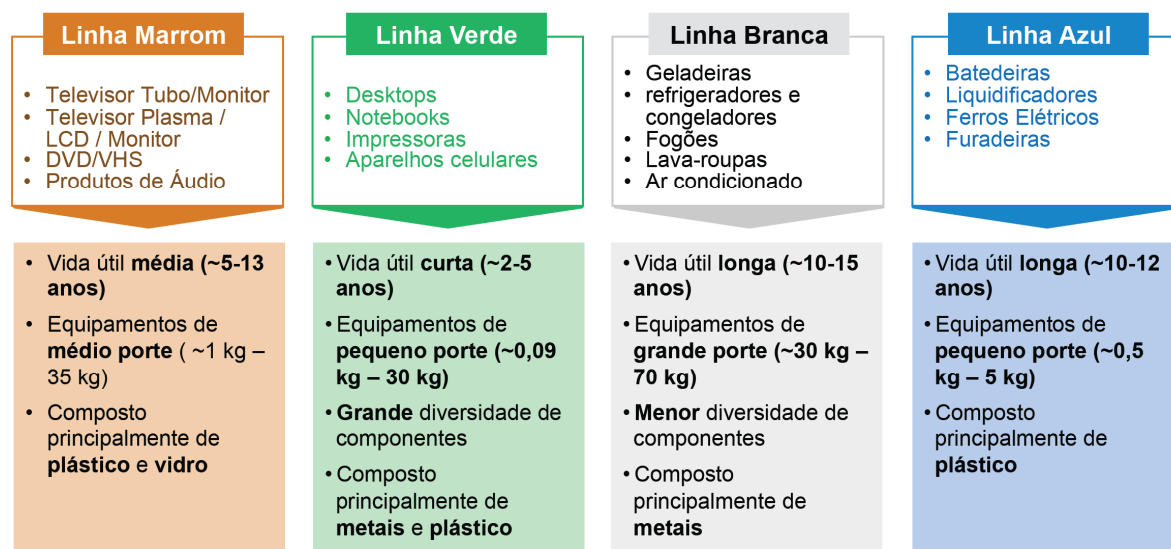 Linha Marrom
• Televisor Tubo/Monitor
• Televisor Plasma /
LCD / Monitor
• DVD/VHS
• Produtos de Áudio
• Vida útil média (~5-13
anos)
• Equipamentos de
médio porte ( ~1 kg –
35 kg)
• Composto
principalmente de
plástico e vidro
Linha Verde
• Desktops
• Notebooks
• Impressoras
• Aparelhos celulares
• Vida útil curta (~2-5
anos)
• Equipamentos de
pequeno porte (~0,09
kg – 30 kg)
• Grande diversidade de
componentes
• Composto
principalmente de
metais e plástico
Linha Branca
• Geladeiras
• refrigeradores e
congeladores
• Fogões
• Lava-roupas
• Ar condicionado
• Vida útil longa (~10-15
anos)
• Equipamentos de
grande porte (~30 kg –
70 kg)
• Menor diversidade de
componentes
• Composto
principalmente de
metais
Linha Azul
• Batedeiras
• Liquidificadores
• Ferros Elétricos
• Furadeiras
• Vida útil longa (~10-12
anos)
• Equipamentos de
pequeno porte (~0,5
kg – 5 kg)
• Composto
principalmente de
plástico